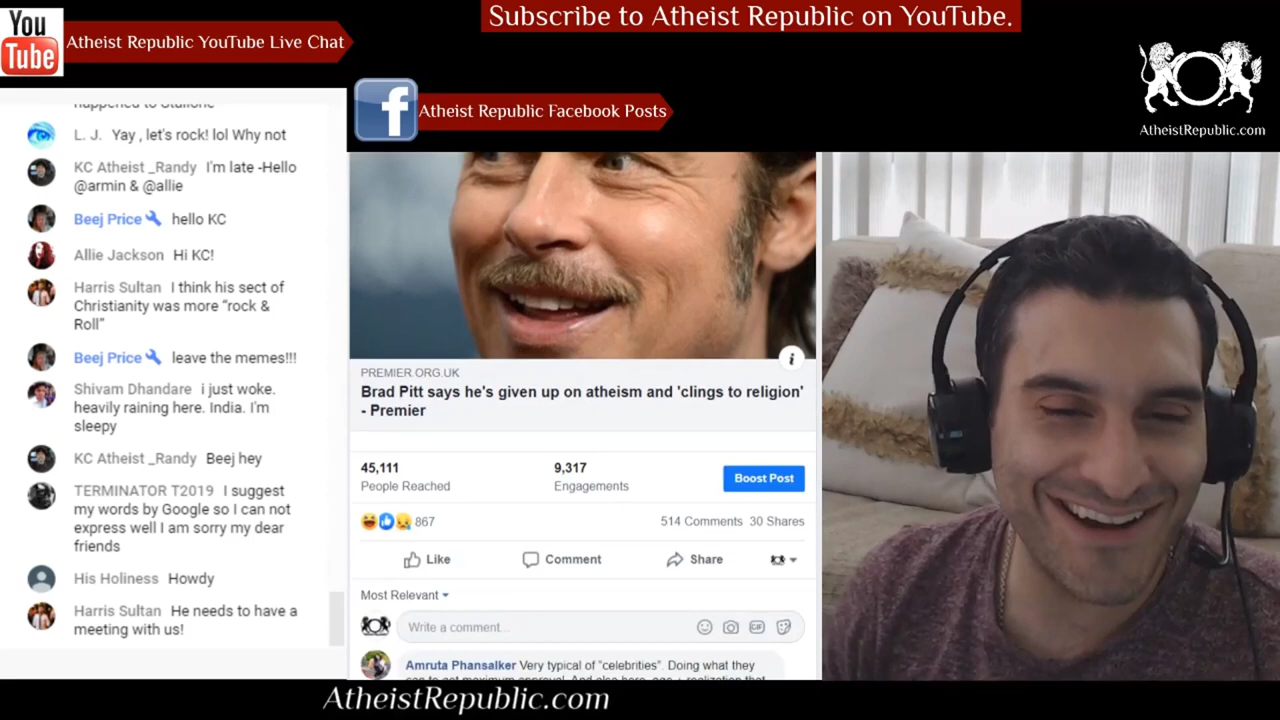 Subscribe to Atheist Republic on YouTube.
You
Tube
Atheist Republic YouTube Live Chat
AtheistRepublic.com
f
Atheist Republic Facebook Posts
happened to Stallone
L. J. Yay , let's rock! lol Why not
KC Atheist _Randy I'm late -Hello
@armin & @allie
Beej Price hello KC
Allie Jackson Hi KC!
Harris Sultan I think his sect of
Christianity was more “rock &
Roll”
Beej Price leave the memes!!!
Shivam Dhandare i just woke.
heavily raining here. India. I'm
sleepy
KC Atheist _Randy Beej hey
TERMINATOR T2019 I suggest
my words by Google so I can not
express well I am sorry my dear
friends
His Holiness Howdy
Harris Sultan He needs to have a
meeting with us!
i
PREMIER.ORG.UK
Brad Pitt says he's given up on atheism and 'clings to religion'
- Premier
45,111
People Reached
9,317
Engagements
Boost Post
867
514 Comments 30 Shares
Like
Comment
Share
Most Relevant
Write a comment...
GIF
Amruta Phansalker Very typical of "celebrities". Doing what they
AtheistRepublic.com